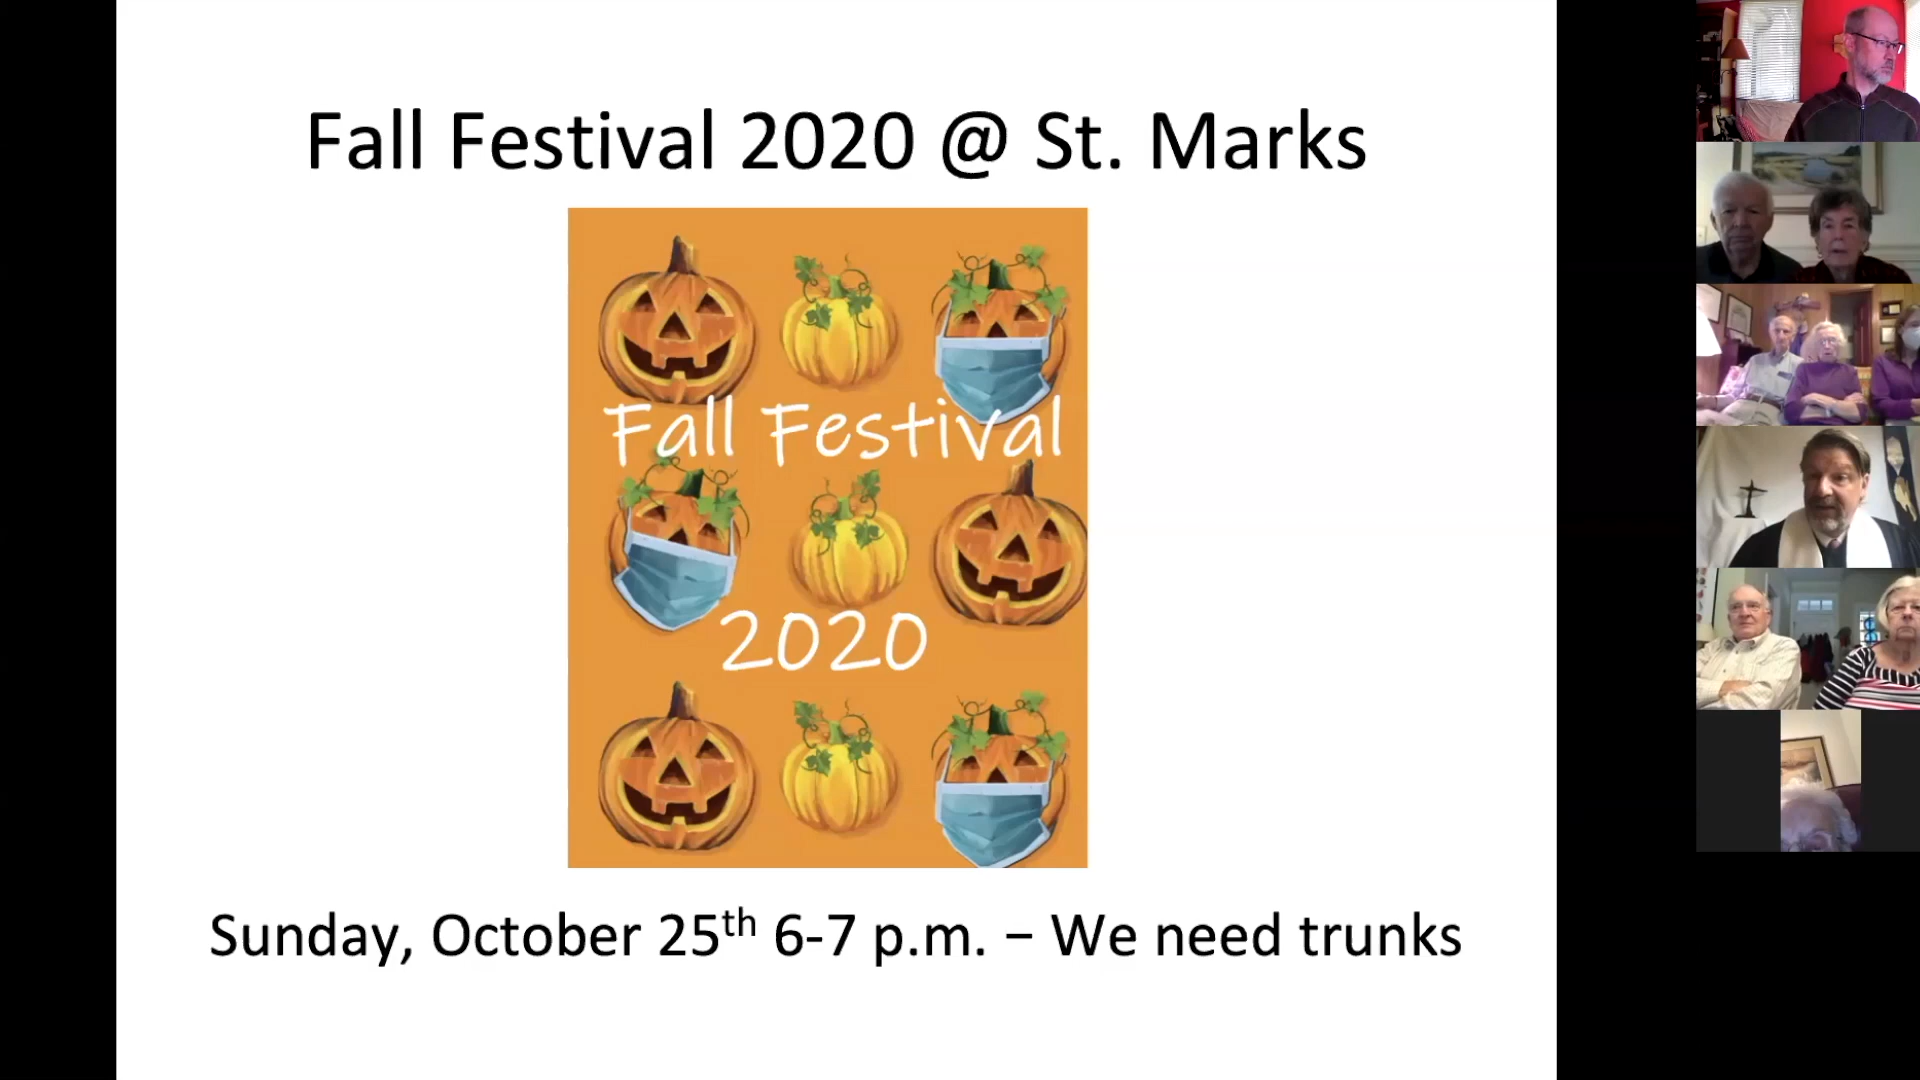 Fall Festival 2020 @ St. Marks
Fall Festival
2020
Sunday, October 25th 6-7 p.m. – We need trunks